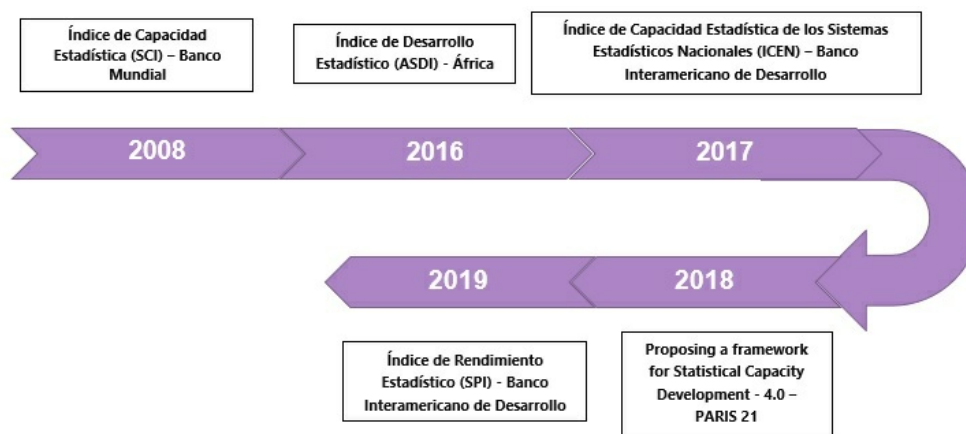 Índice de Capacidad
Estadística (SCI) – Banco
Mundial
Índice de Desarrollo
Estadístico (ASDI) - África
Índice de Capacidad Estadística de los Sistemas
Estadísticos Nacionales (ICEN) – Banco
Interamericano de Desarrollo
2008
2016
2017
2019
2018
Índice de Rendimiento
Estadístico (SPI) - Banco
Interamericano de Desarrollo
Proposing a framework
for Statistical Capacity
Development - 4.0 –
PARIS 21